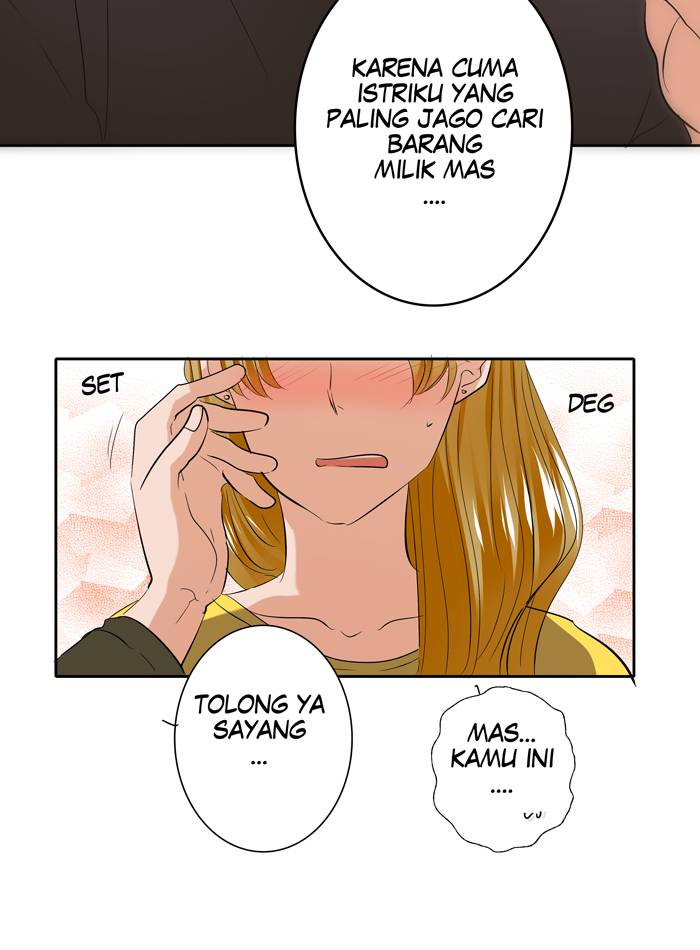 KARENA CUMA
ISTRIKU YANG
PALING JAGO CARI
BARANG
MILIK MAS
....
SET
DEG
TOLONG YA
SAYANG
...
MAS...
KAMU INI
....